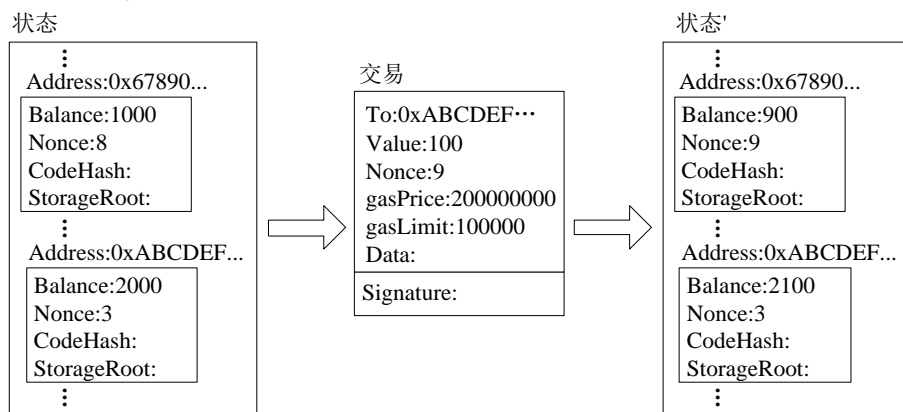 状态
⋮
Address:0x67890...
Balance:1000
Nonce:8
CodeHash:
StorageRoot:
⋮
Address:0xABCDEF...
Balance:2000
Nonce:3
CodeHash:
StorageRoot:
⋮
交易
To:0xABCDEF⋯
Value:100
Nonce:9
gasPrice:200000000
gasLimit:100000
Data:
Signature:
状态'
⋮
Address:0x67890...
Balance:900
Nonce:9
CodeHash:
StorageRoot:
⋮
Address:0xABCDEF...
Balance:2100
Nonce:3
CodeHash:
StorageRoot:
⋮